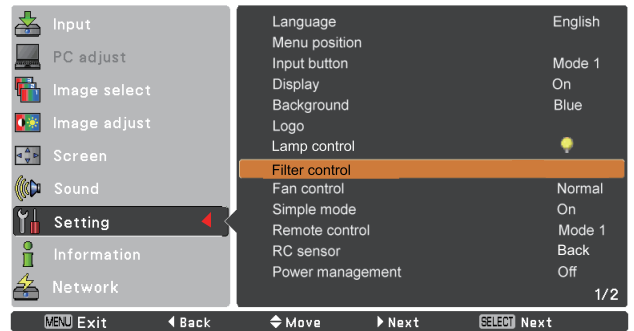 Input
PC adjust
Image select
Image adjust
Screen
Sound
Setting
Information
Network
Language English
Menu position
Input button Mode 1
Display On
Background Blue
Logo
Lamp control
Filter control
Fan control Normal
Simple mode On
Remote control Mode 1
RC sensor Back
Power management Off
1/2
MENU Exit Back Move Next SELECT Next